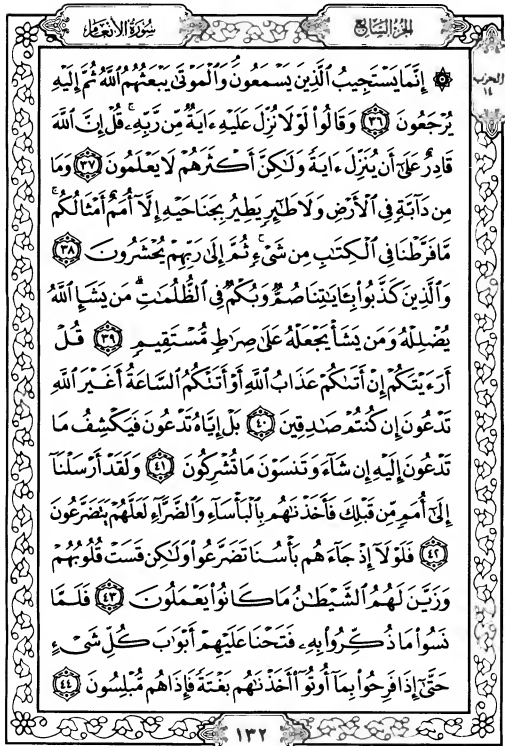 سُورَةُ الأَنْعَامِ
الجُزْءُ السَّابِعُ
الحزب
١٤
۞ إِنَّمَا يَسْتَجِيبُ ٱلَّذِينَ يَسْمَعُونَ وَٱلْمَوْتَىٰ يَبْعَثُهُمُ ٱللَّهُ ثُمَّ إِلَيْهِ
يُرْجَعُونَ ٣٦ وَقَالُوا۟ لَوْلَا نُزِّلَ عَلَيْهِ ءَايَةٌ مِّن رَّبِّهِۦ ۚ قُلْ إِنَّ ٱللَّهَ
قَادِرٌ عَلَىٰٓ أَن يُنَزِّلَ ءَايَةً وَلَـٰكِنَّ أَكْثَرَهُمْ لَا يَعْلَمُونَ ٣٧ وَمَا
مِن دَآبَّةٍ فِى ٱلْأَرْضِ وَلَا طَـٰٓئِرٍ يَطِيرُ بِجَنَاحَيْهِ إِلَّآ أُمَمٌ أَمْثَالُكُم ۚ
مَّا فَرَّطْنَا فِى ٱلْكِتَـٰبِ مِن شَىْءٍ ۚ ثُمَّ إِلَىٰ رَبِّهِمْ يُحْشَرُونَ ٣٨
وَٱلَّذِينَ كَذَّبُوا۟ بِـَٔايَـٰتِنَا صُمٌّ وَبُكْمٌ فِى ٱلظُّلُمَـٰتِ ۗ مَن يَشَإِ ٱللَّهُ
يُضْلِلْهُ وَمَن يَشَأْ يَجْعَلْهُ عَلَىٰ صِرَٰطٍ مُّسْتَقِيمٍ ٣٩ قُلْ
أَرَءَيْتَكُمْ إِنْ أَتَىٰكُمْ عَذَابُ ٱللَّهِ أَوْ أَتَتْكُمُ ٱلسَّاعَةُ أَغَيْرَ ٱللَّهِ
تَدْعُونَ إِن كُنتُمْ صَـٰدِقِينَ ٤٠ بَلْ إِيَّاهُ تَدْعُونَ فَيَكْشِفُ مَا
تَدْعُونَ إِلَيْهِ إِن شَآءَ وَتَنسَوْنَ مَا تُشْرِكُونَ ٤١ وَلَقَدْ أَرْسَلْنَآ
إِلَىٰٓ أُمَمٍ مِّن قَبْلِكَ فَأَخَذْنَـٰهُم بِٱلْبَأْسَآءِ وَٱلضَّرَّآءِ لَعَلَّهُمْ يَتَضَرَّعُونَ
٤٢ فَلَوْلَآ إِذْ جَآءَهُم بَأْسُنَا تَضَرَّعُوا۟ وَلَـٰكِن قَسَتْ قُلُوبُهُمْ
وَزَيَّنَ لَهُمُ ٱلشَّيْطَـٰنُ مَا كَانُوا۟ يَعْمَلُونَ ٤٣ فَلَمَّا
نَسُوا۟ مَا ذُكِّرُوا۟ بِهِۦ فَتَحْنَا عَلَيْهِمْ أَبْوَٰبَ كُلِّ شَىْءٍ
حَتَّىٰٓ إِذَا فَرِحُوا۟ بِمَآ أُوتُوٓا۟ أَخَذْنَـٰهُم بَغْتَةً فَإِذَا هُم مُّبْلِسُونَ ٤٤
١٣٢